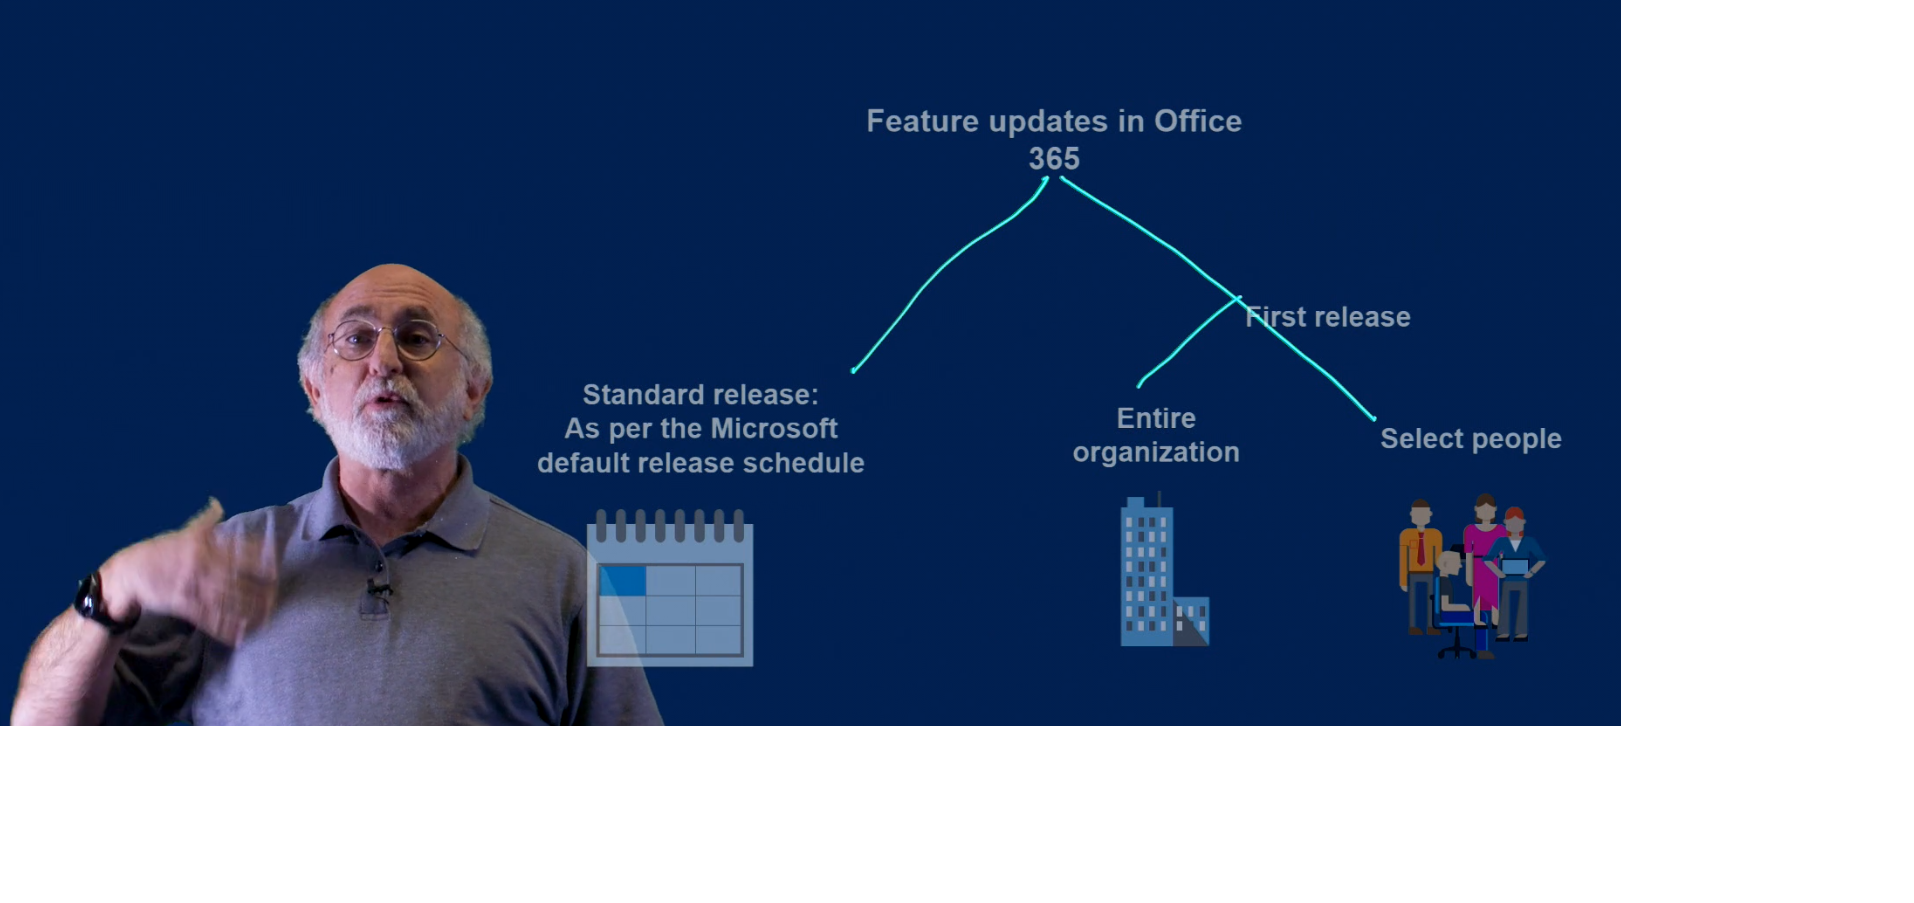 Feature updates in Office
365
First release
Standard release:
As per the Microsoft
default release schedule
Entire
organization
Select people